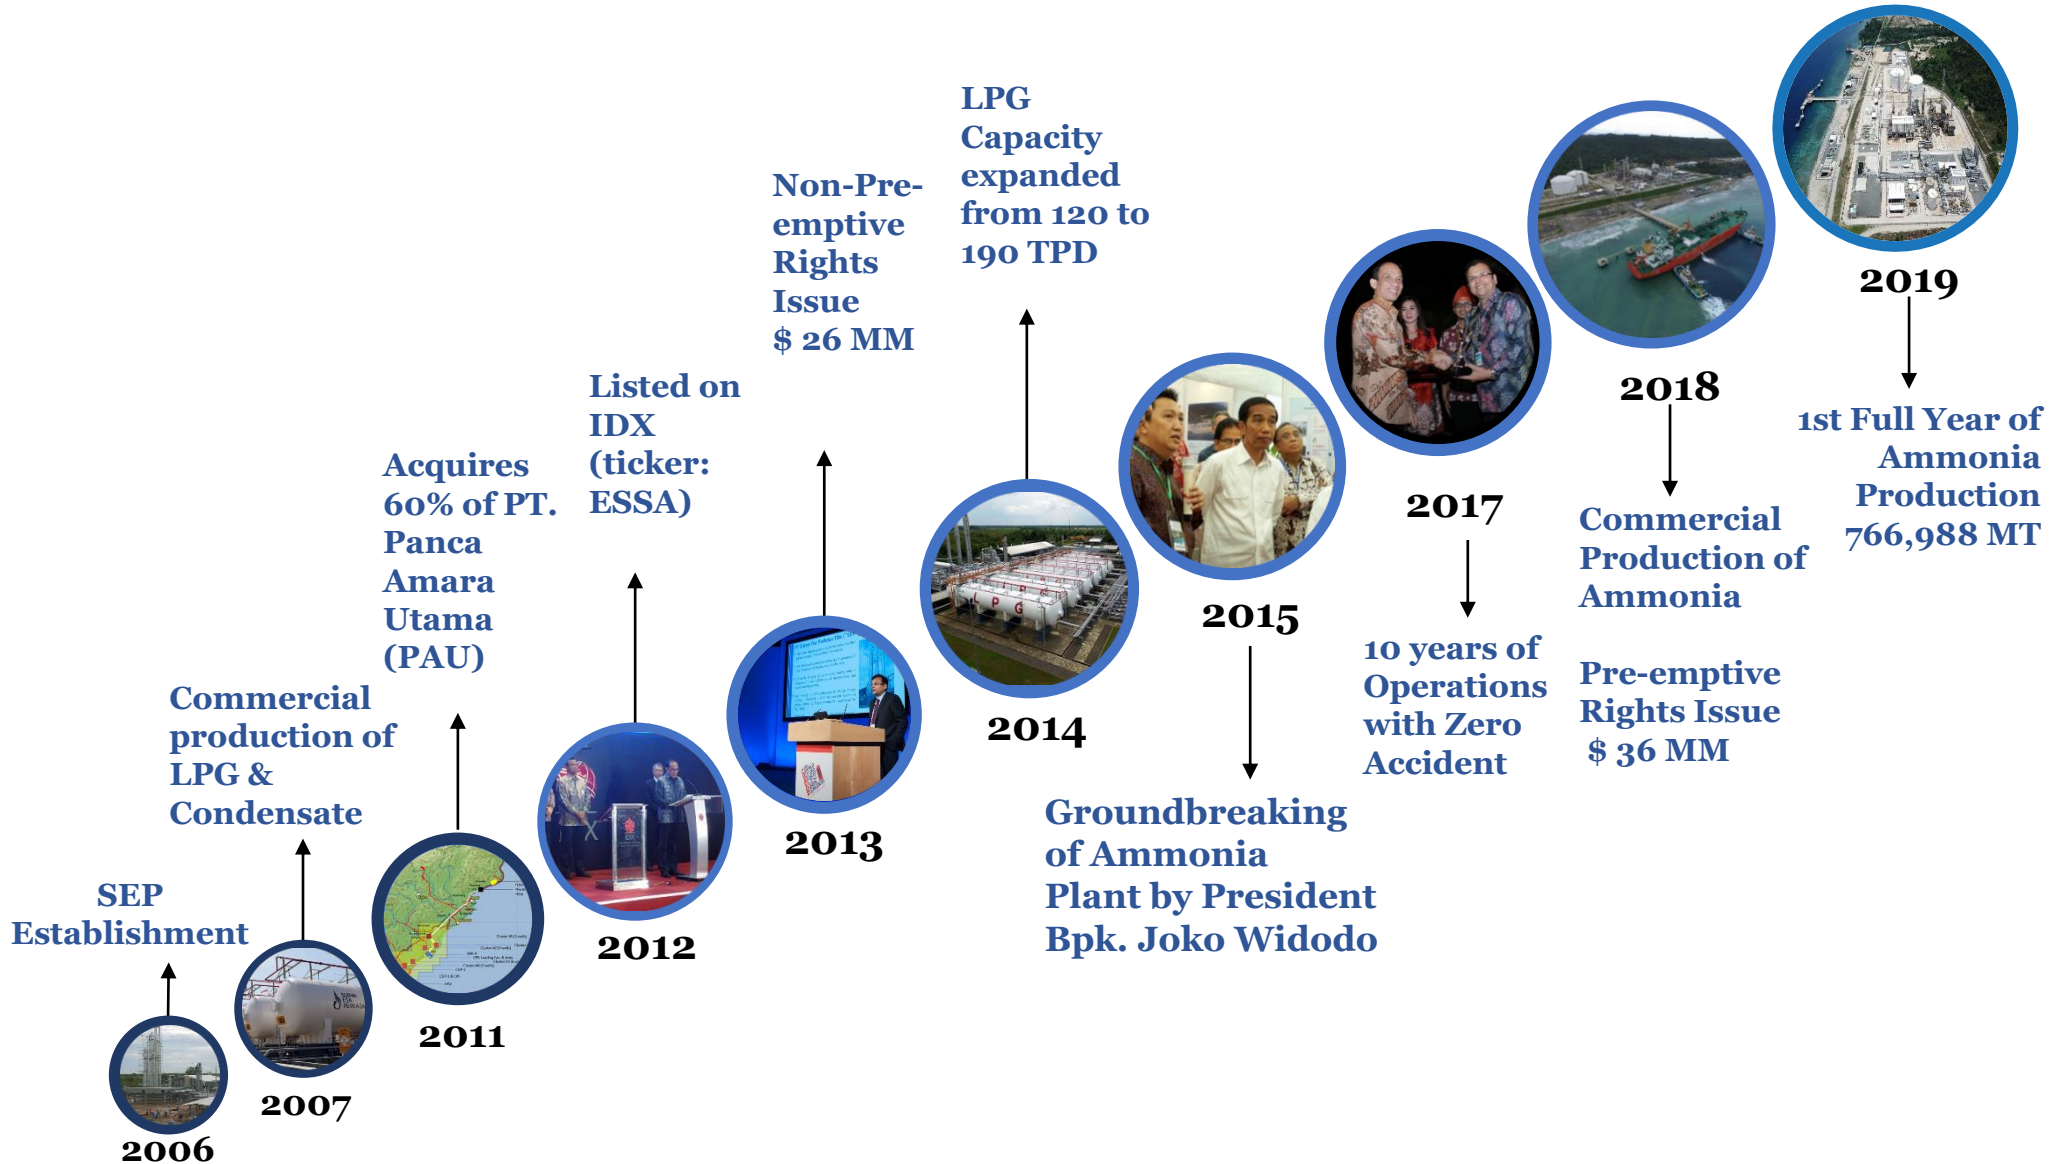 SEP
Establishment
2006
Commercial
production of
LPG &
Condensate
2007
Acquires
60% of PT.
Panca
Amara
Utama
(PAU)
2011
Listed on
IDX
(ticker:
ESSA)
2012
Non-Pre-
emptive
Rights
Issue
$ 26 MM
2013
LPG
Capacity
expanded
from 120 to
190 TPD
LPG
2014
2015
Groundbreaking
of Ammonia
Plant by President
Bpk. Joko Widodo
2017
10 years of
Operations
with Zero
Accident
2018
Commercial
Production of
Ammonia
Pre-emptive
Rights Issue
$ 36 MM
2019
1st Full Year of
Ammonia
Production
766,988 MT